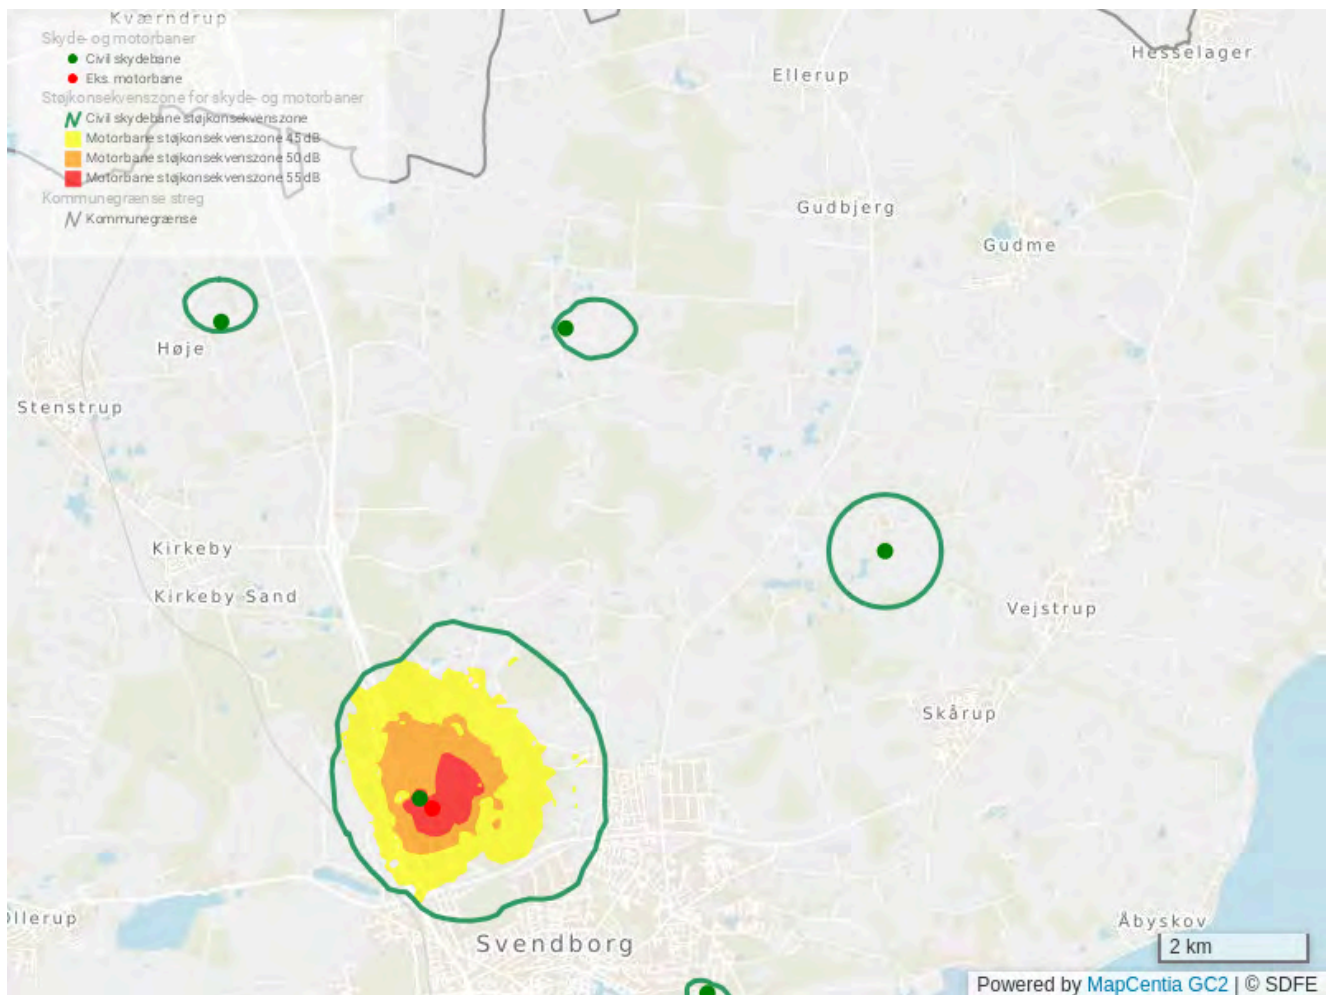 Kværndrup
Skyde- og motorbaner
Civil skydebane
Eks. motorbane
Støjkonsekvenszone for skyde- og motorbaner
Civil skydebane støjkonsekvenszone
Motorbane støjkonsekvenszone 45 dB
Motorbane støjkonsekvenszone 50 dB
Motorbane støjkonsekvenszone 55 dB
Kommunegrænse streg
Kommunegrænse
Hesselager
Ellerup
Gudbjerg
Gudme
Høje
Stenstrup
Kirkeby
Kirkeby Sand
Vejstrup
Skårup
Ollerup
Åbyskov
Svendborg
2 km
Powered by MapCentia GC2 | © SDFE